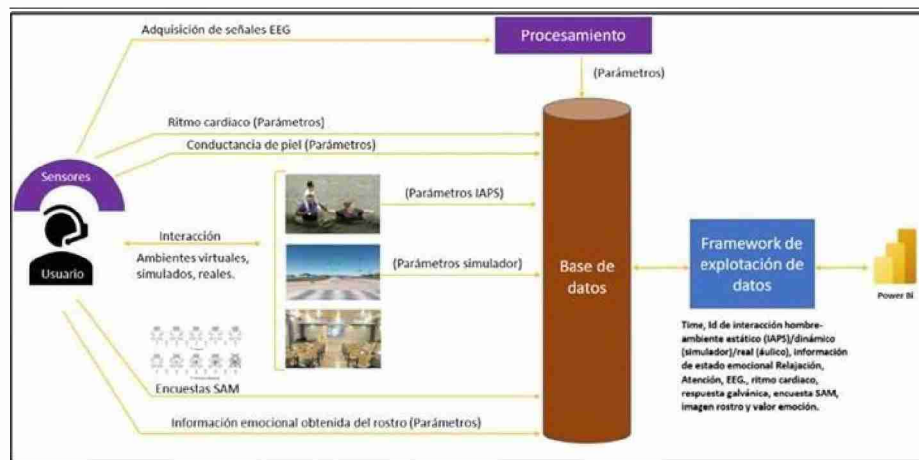 Adquisición de señales EEG
Procesamiento
(Parámetros)
Ritmo cardiaco (Parámetros)
Conductancia de piel (Parámetros)
Sensores
Usuario
Interacción
Ambientes virtuales,
simulados, reales.
(Parámetros IAPS)
(Parámetros simulador)
Base de
datos
Framework de
explotación de
datos
Power Bi
Time, Id de interacción hombre-
ambiente estático (IAPS)/dinámico
(simulador)/real (áulico), información
de estado emocional Relajación,
Atención, EEG., ritmo cardiaco,
respuesta galvánica, encuesta SAM,
imagen rostro y valor emoción.
Encuestas SAM
Información emocional obtenida del rostro (Parámetros)